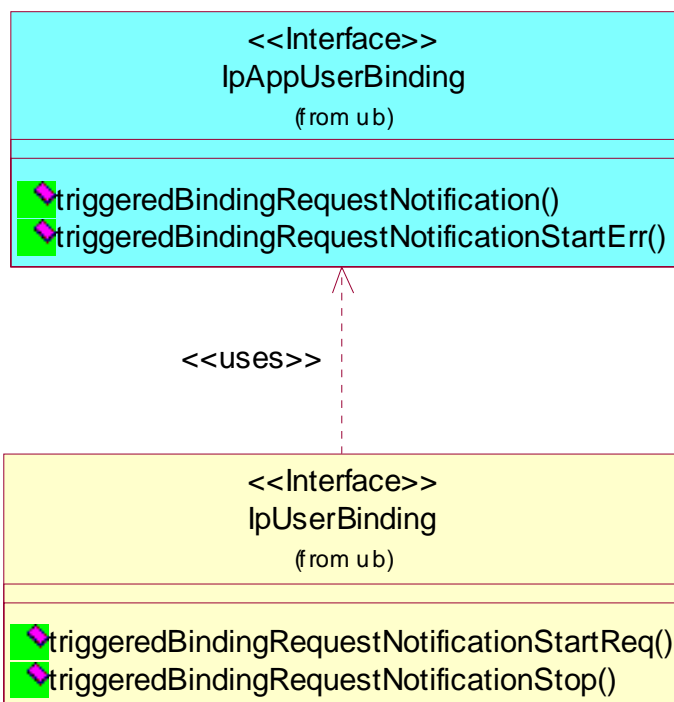 <<Interface>>
IpAppUserBinding
(from ub)
triggeredBindingRequestNotification()
triggeredBindingRequestNotificationStartErr()
<<uses>>
<<Interface>>
IpUserBinding
(from ub)
triggeredBindingRequestNotificationStartReq()
triggeredBindingRequestNotificationStop()